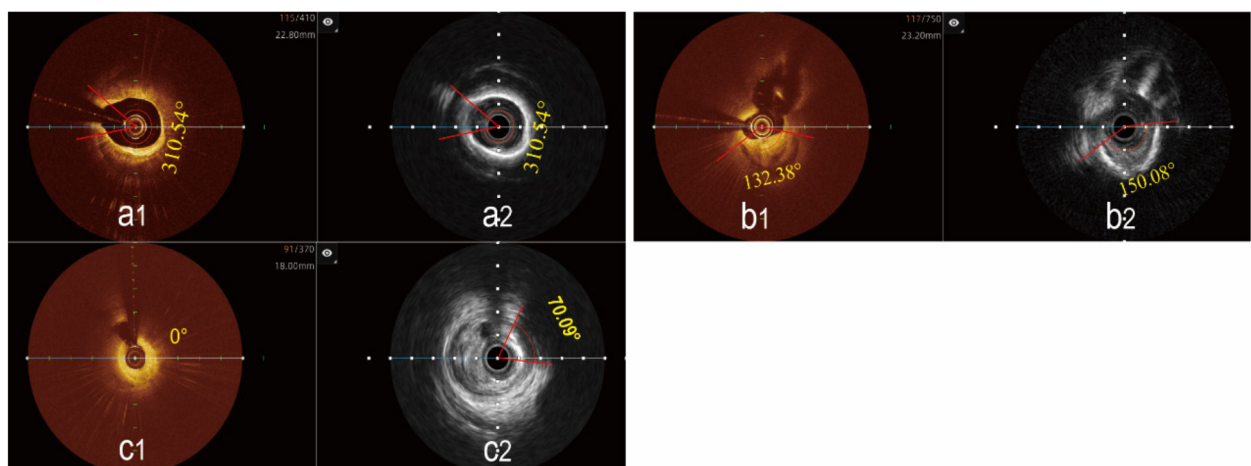 115/410
22.80mm
310.54°
a1
310.54°
a2
117/750
23.20mm
132.38°
b1
150.08°
b2
91/370
18.00mm
0°
c1
70.09°
c2